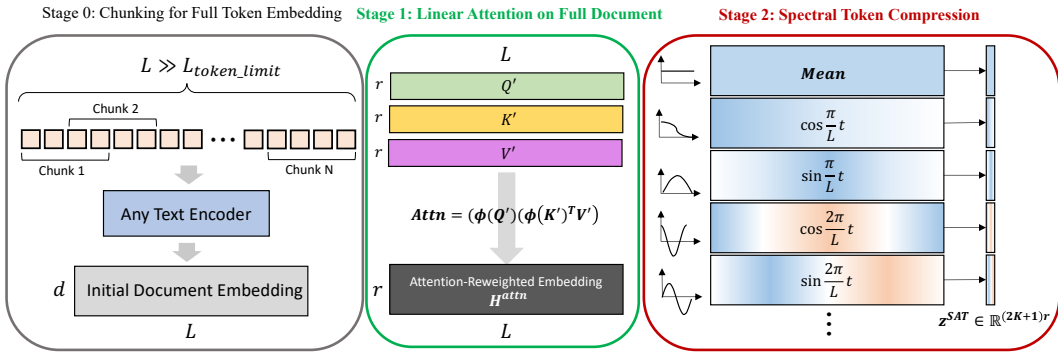 Stage 0: Chunking for Full Token Embedding
L ≫ L_{token_limit}
Chunk 2
...
Chunk 1
Chunk N
Any Text Encoder
d
Initial Document Embedding
L
Stage 1: Linear Attention on Full Document
L
r
Q′
r
K′
r
V′
Attn = (ϕ(Q′)(ϕ(K′)^T V′)
r
Attention-Reweighted Embedding
H^{attn}
L
Stage 2: Spectral Token Compression
Mean
cos π/L t
sin π/L t
cos 2π/L t
sin 2π/L t
⋮
z^{SAT} ∈ ℝ^{(2K+1)r}